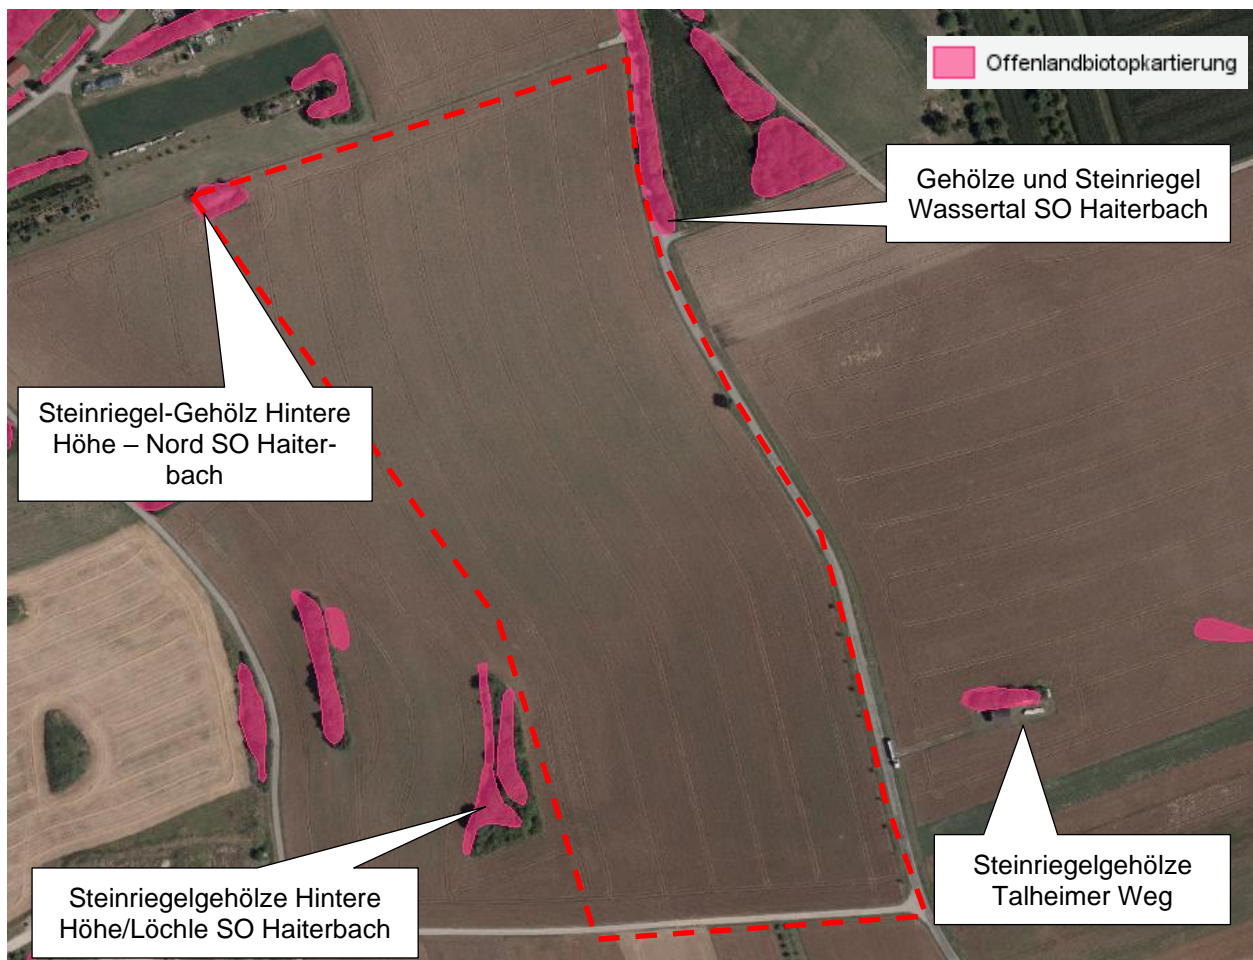 Offenlandbiotopkartierung
Gehölze und Steinriegel
Wassertal SO Haiterbach
Steinriegel-Gehölz Hintere
Höhe – Nord SO Haiter-
bach
Steinriegelgehölze Hintere
Höhe/Löchle SO Haiterbach
Steinriegelgehölze
Talheimer Weg